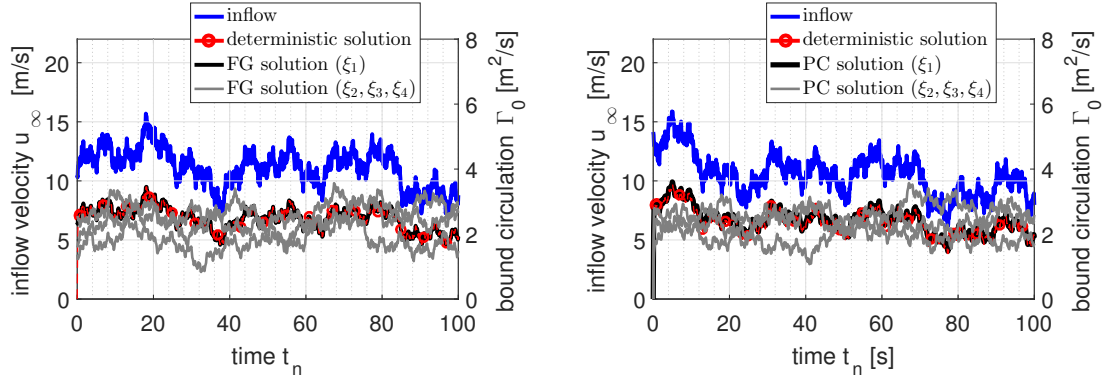 inflow
deterministic solution
FG solution (ξ₁)
FG solution (ξ₂, ξ₃, ξ₄)
inflow velocity u∞ [m/s]
20
15
10
5
0
bound circulation Γ₀ [m²/s]
8
6
4
2
0
0 20 40 60 80 100
time tₙ
inflow
deterministic solution
PC solution (ξ₁)
PC solution (ξ₂, ξ₃, ξ₄)
inflow velocity u∞ [m/s]
20
15
10
5
0
bound circulation Γ₀ [m²/s]
8
6
4
2
0
0 20 40 60 80 100
time tₙ [s]